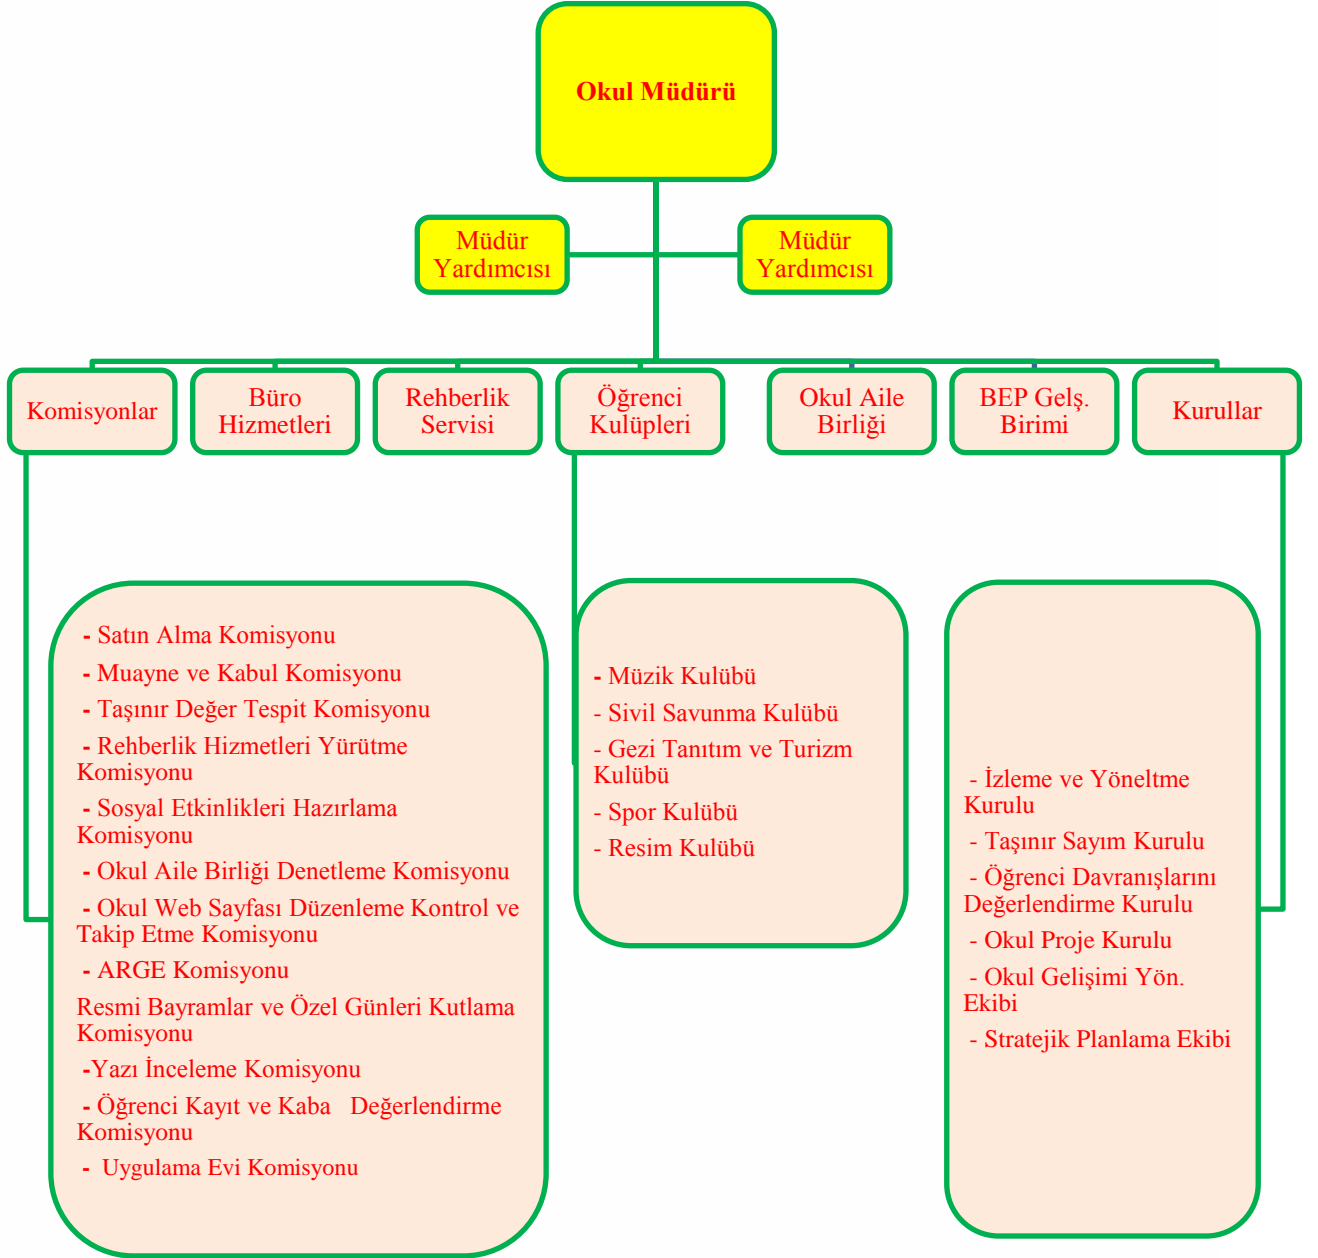 Okul Müdürü
Müdür
Yardımcısı
Müdür
Yardımcısı
Komisyonlar
Büro
Hizmetleri
Rehberlik
Servisi
Öğrenci
Kulüpleri
Okul Aile
Birliği
BEP Gelş.
Birimi
Kurullar
- Satın Alma Komisyonu
- Muayne ve Kabul Komisyonu
- Taşınır Değer Tespit Komisyonu
- Rehberlik Hizmetleri Yürütme
Komisyonu
- Sosyal Etkinlikleri Hazırlama
Komisyonu
- Okul Aile Birliği Denetleme Komisyonu
- Okul Web Sayfası Düzenleme Kontrol ve
Takip Etme Komisyonu
- ARGE Komisyonu
Resmi Bayramlar ve Özel Günleri Kutlama
Komisyonu
-Yazı İnceleme Komisyonu
- Öğrenci Kayıt ve Kaba Değerlendirme
Komisyonu
- Uygulama Evi Komisyonu
- Müzik Kulübü
- Sivil Savunma Kulübü
- Gezi Tanıtım ve Turizm
Kulübü
- Spor Kulübü
- Resim Kulübü
- İzleme ve Yöneltme
Kurulu
- Taşınır Sayım Kurulu
- Öğrenci Davranışlarını
Değerlendirme Kurulu
- Okul Proje Kurulu
- Okul Gelişimi Yön.
Ekibi
- Stratejik Planlama Ekibi